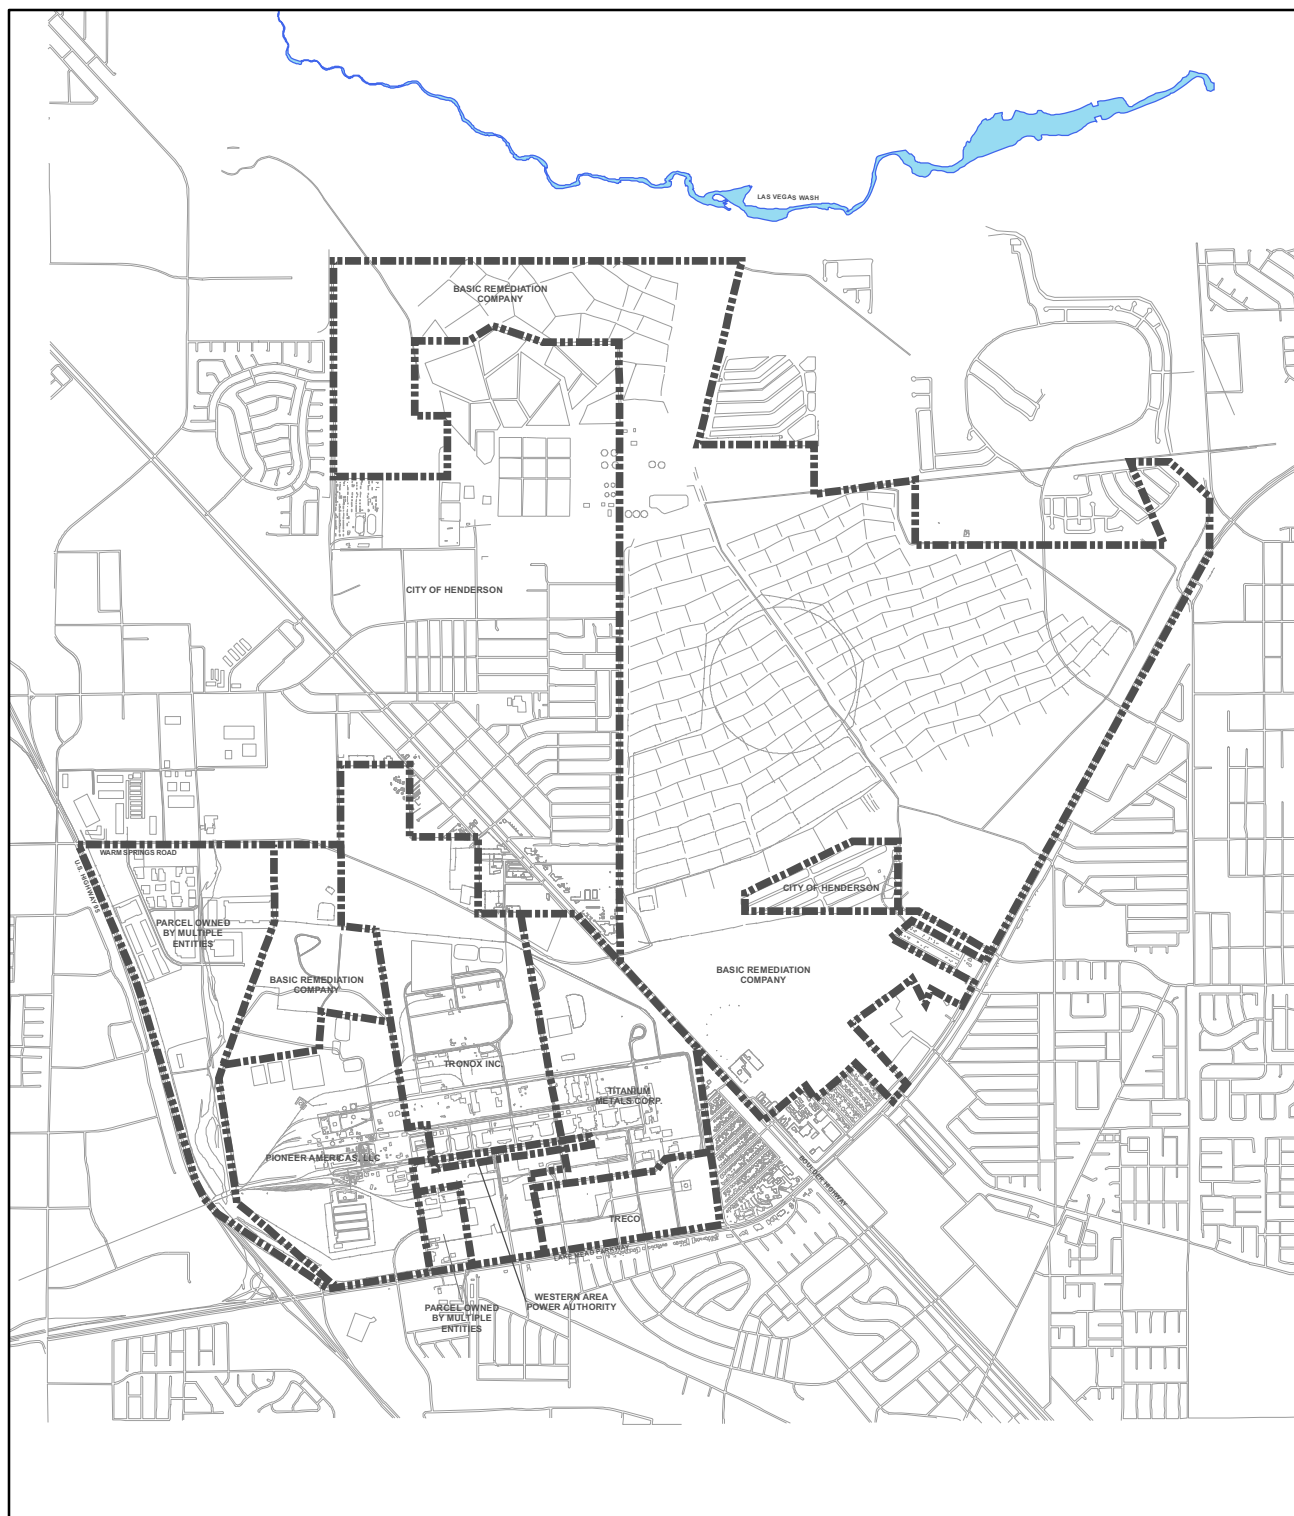 LAS VEGAS WASH
BASIC REMEDIATION
COMPANY
CITY OF HENDERSON
WARM SPRINGS ROAD
U.S. HIGHWAY 95
CITY OF HENDERSON
PARCEL OWNED
BY MULTIPLE
ENTITIES
BASIC REMEDIATION
COMPANY
BASIC REMEDIATION
COMPANY
TRONOX INC.
TITANIUM
METALS CORP.
PIONEER AMERICAS, LLC
BOULDER HIGHWAY
TRECO
LAKE MEAD PARKWAY
WESTERN AREA
POWER AUTHORITY
PARCEL OWNED
BY MULTIPLE
ENTITIES